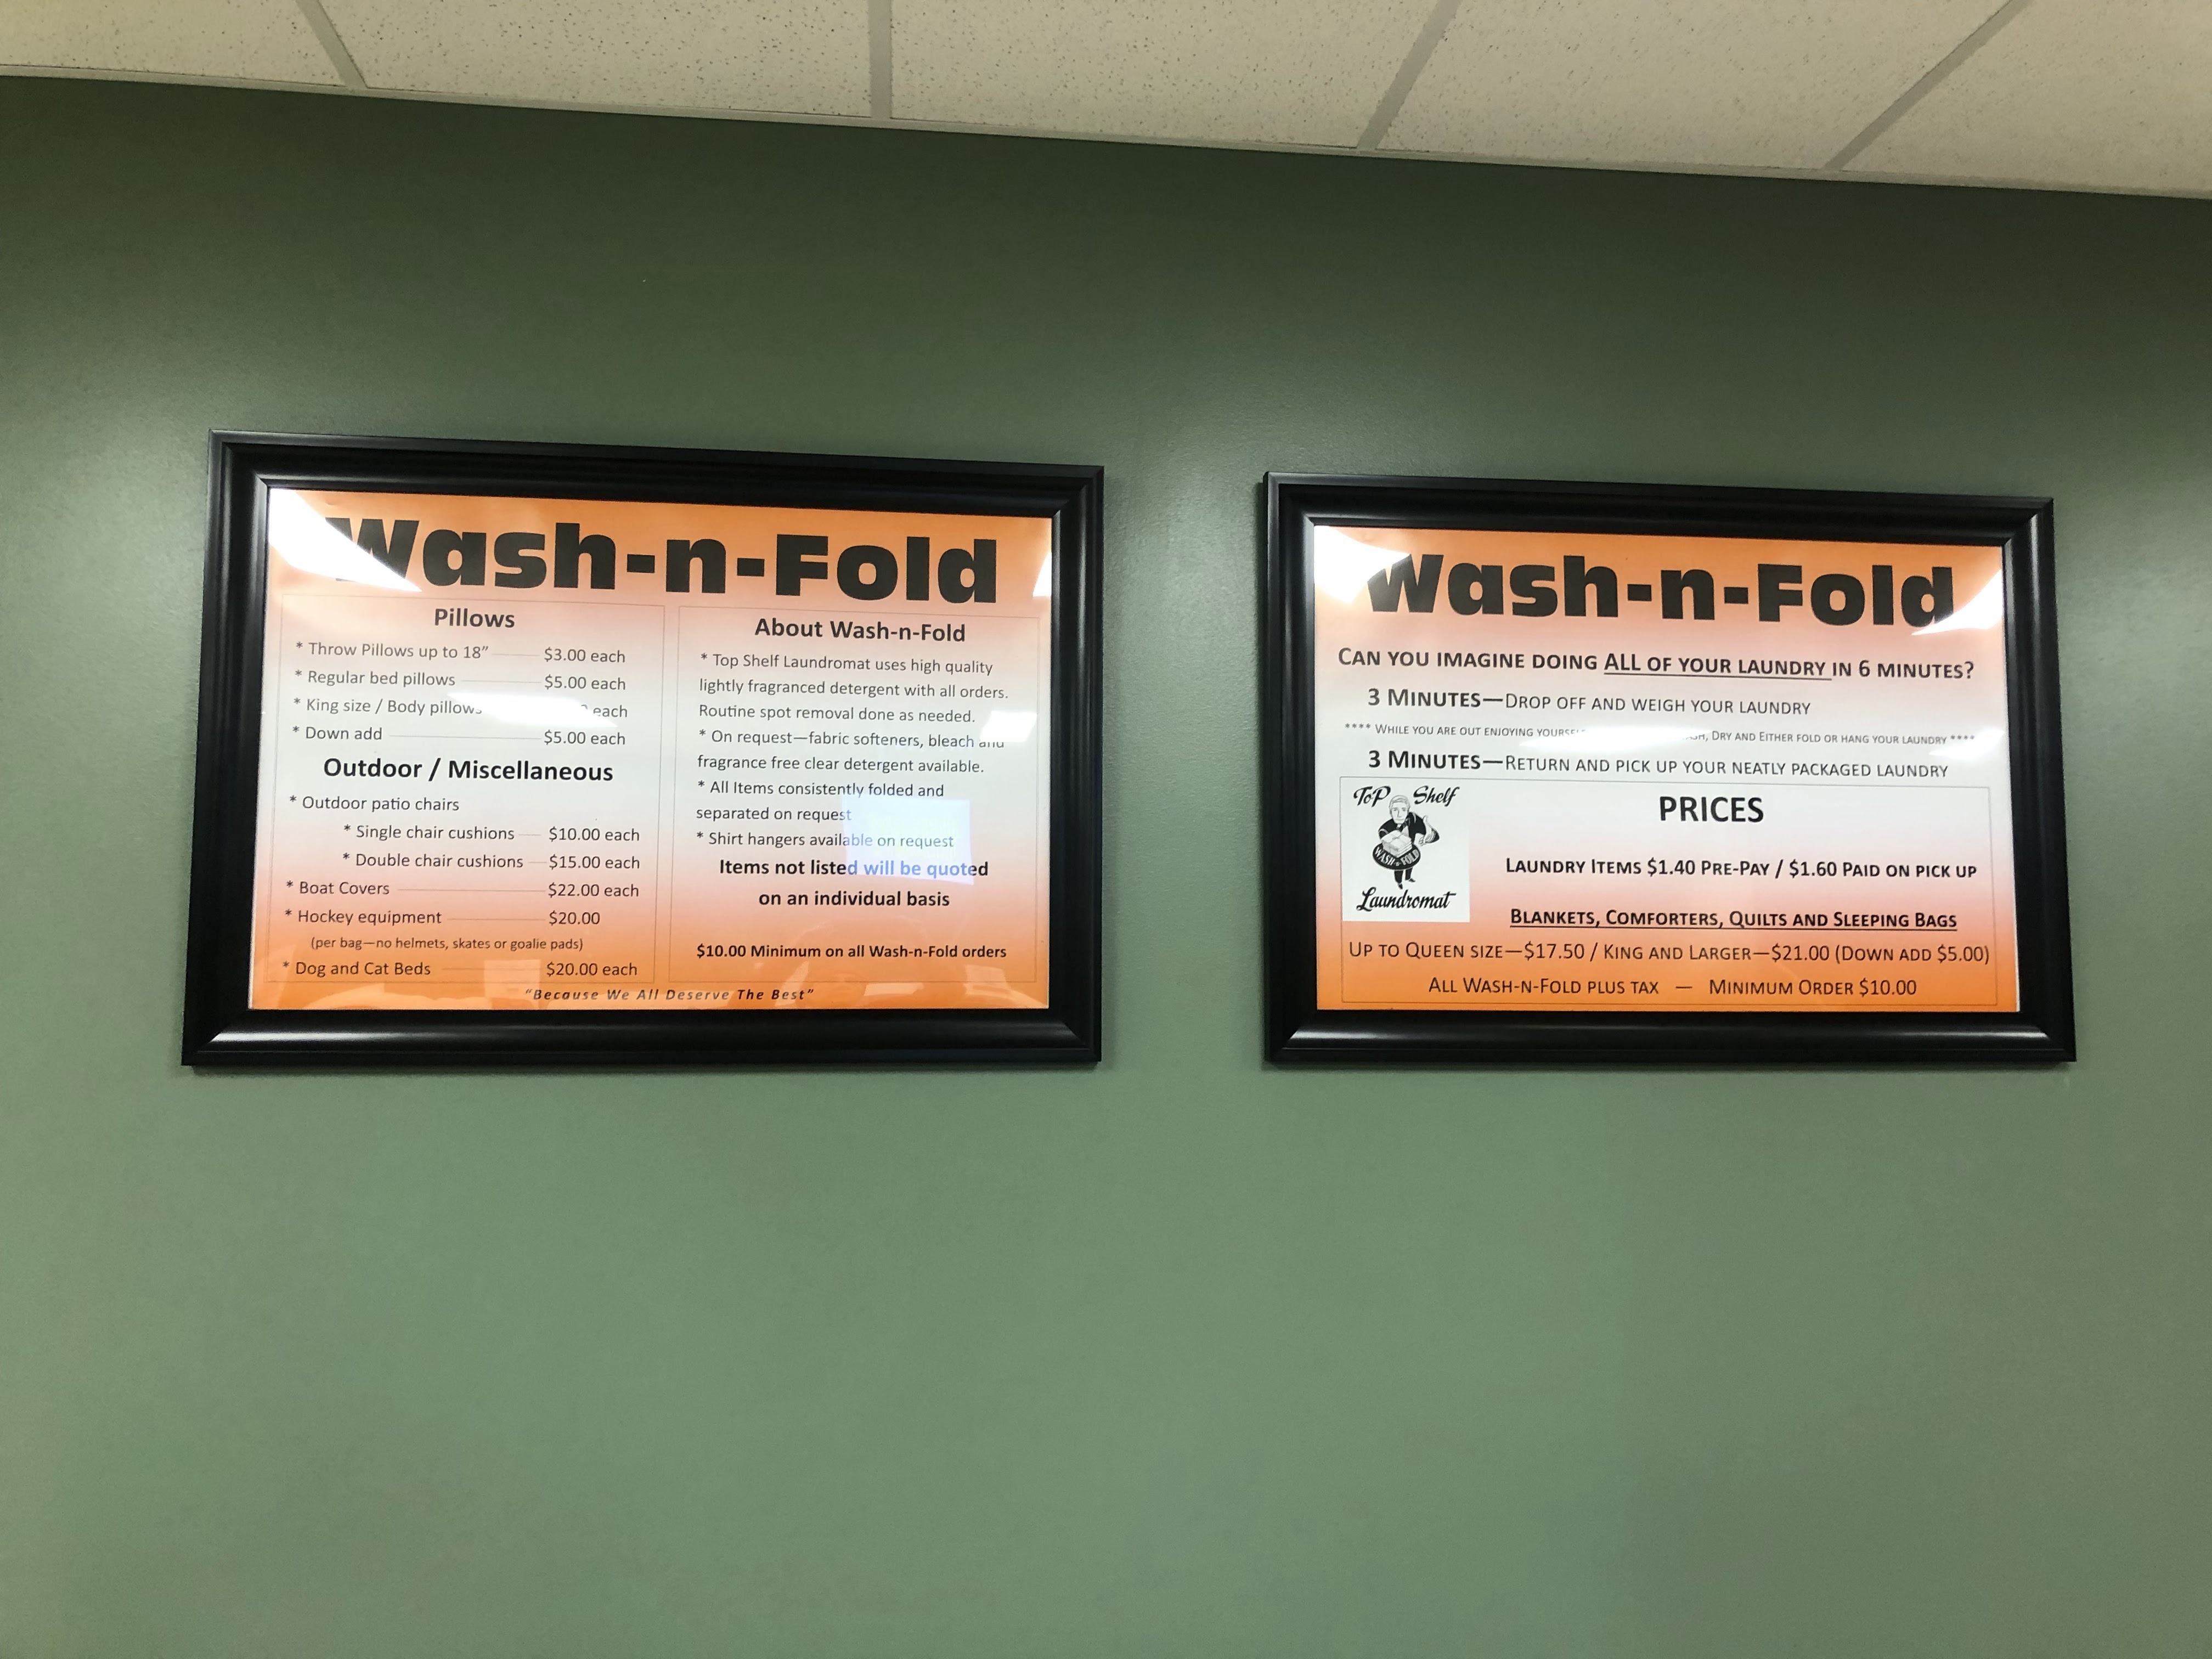 Wash-n-Fold
Pillows
* Throw Pillows up to 18” $3.00 each
* Regular bed pillows $5.00 each
* King size / Body pillows each
* Down add $5.00 each
Outdoor / Miscellaneous
* Outdoor patio chairs
* Single chair cushions $10.00 each
* Double chair cushions $15.00 each
* Boat Covers $22.00 each
* Hockey equipment $20.00
(per bag—no helmets, skates or goalie pads)
* Dog and Cat Beds $20.00 each
About Wash-n-Fold
* Top Shelf Laundromat uses high quality
lightly fragranced detergent with all orders.
Routine spot removal done as needed.
* On request—fabric softeners, bleach and
fragrance free clear detergent available.
* All Items consistently folded and
separated on request
* Shirt hangers available on request
Items not listed will be quoted
on an individual basis
$10.00 Minimum on all Wash-n-Fold orders
“Because We All Deserve The Best”
Wash-n-Fold
CAN YOU IMAGINE DOING ALL OF YOUR LAUNDRY IN 6 MINUTES?
3 MINUTES—DROP OFF AND WEIGH YOUR LAUNDRY
**** WHILE YOU ARE OUT ENJOYING DRY AND EITHER FOLD OR HANG YOUR LAUNDRY ****
3 MINUTES—RETURN AND PICK UP YOUR NEATLY PACKAGED LAUNDRY
Top Shelf
WASH-n-FOLD
Laundromat
PRICES
LAUNDRY ITEMS $1.40 PRE-PAY / $1.60 PAID ON PICK UP
BLANKETS, COMFORTERS, QUILTS AND SLEEPING BAGS
UP TO QUEEN SIZE—$17.50 / KING AND LARGER—$21.00 (DOWN ADD $5.00)
ALL WASH-N-FOLD PLUS TAX — MINIMUM ORDER $10.00